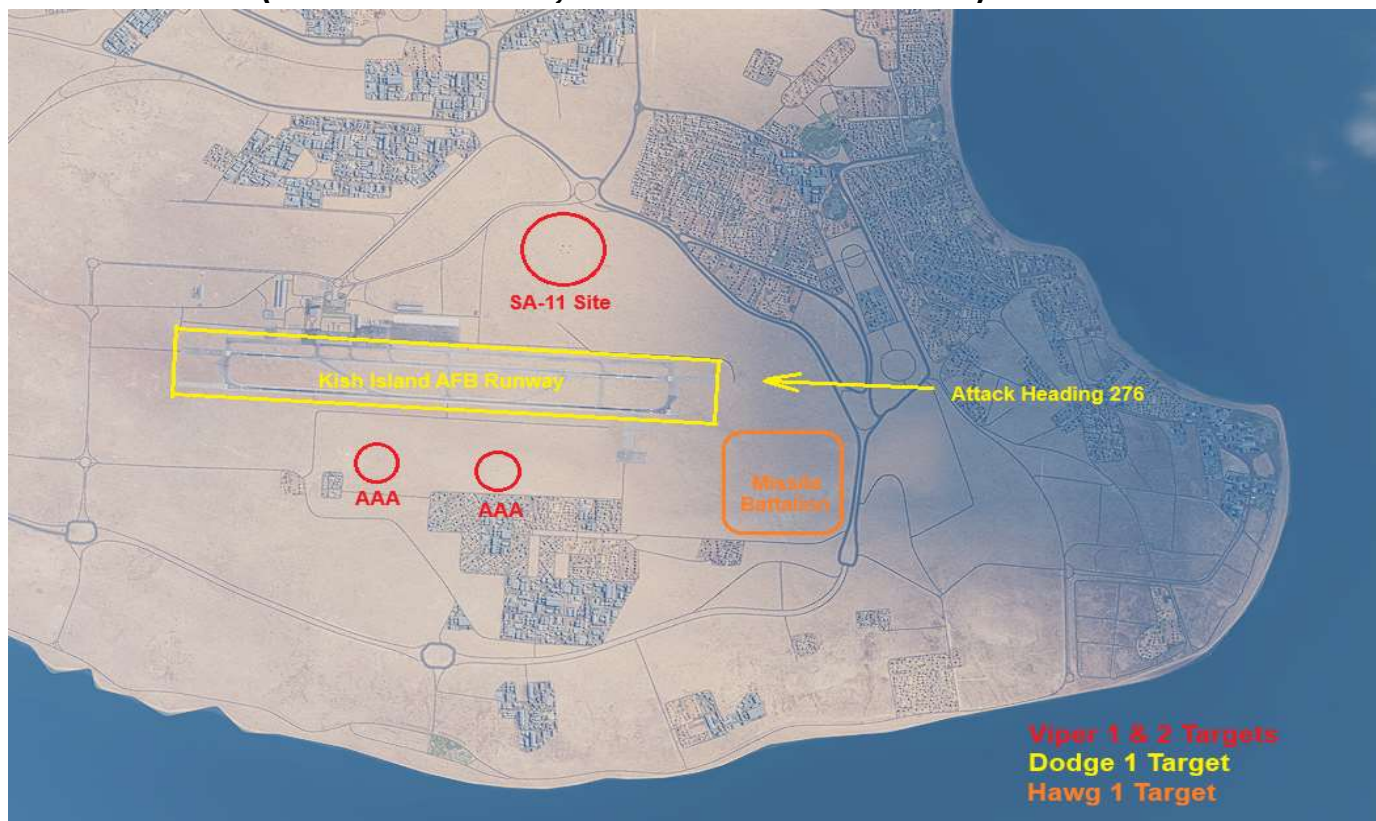 SA-11 Site
Kish Island AFB Runway
Attack Heading 276
AAA
AAA
Missile
Battalion
Viper 1 & 2 Targets
Dodge 1 Target
Hawg 1 Target